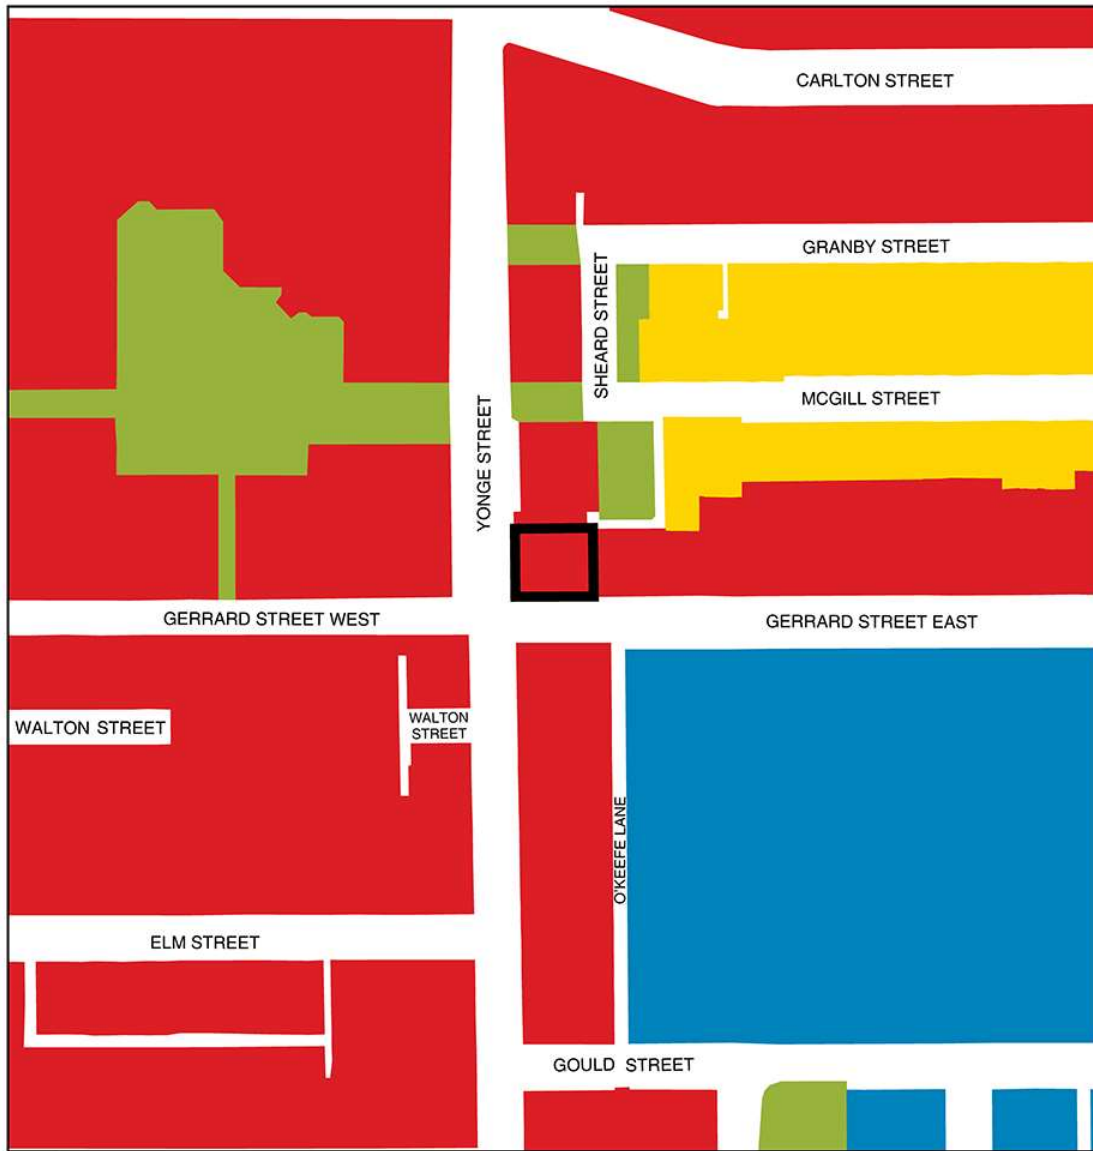 CARLTON STREET
GRANBY STREET
SHEARD STREET
MCGILL STREET
YONGE STREET
GERRARD STREET WEST
GERRARD STREET EAST
WALTON STREET
WALTON
STREET
O'KEEFE LANE
ELM STREET
GOULD STREET